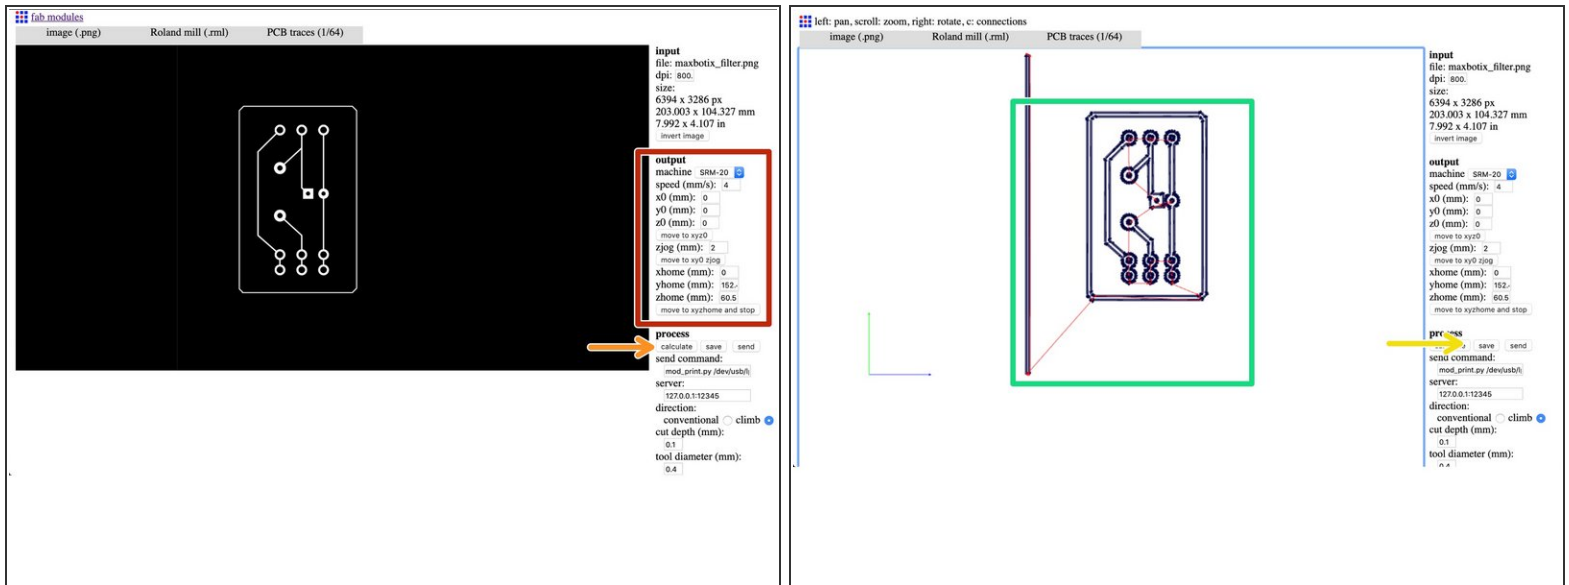 fab modules
image (.png) Roland mill (.rml) PCB traces (1/64)
input
file: maxbotix_filter.png
dpi: 800.
size:
6394 x 3286 px
203.003 x 104.327 mm
7.992 x 4.107 in
invert image
output
machine SRM-20
speed (mm/s): 4
x0 (mm): 0
y0 (mm): 0
z0 (mm): 0
move to xyz0
zjog (mm): 2
move to xy0 zjog
xhome (mm): 0
yhome (mm): 152.
zhome (mm): 60.5
move to xyzhome and stop
process
calculate save send
send command:
mod_print.py /dev/usb/l
server:
127.0.0.1:12345
direction:
conventional climb
cut depth (mm):
0.1
tool diameter (mm):
0.4
left: pan, scroll: zoom, right: rotate, c: connections
image (.png) Roland mill (.rml) PCB traces (1/64)
input
file: maxbotix_filter.png
dpi: 800.
size:
6394 x 3286 px
203.003 x 104.327 mm
7.992 x 4.107 in
invert image
output
machine SRM-20
speed (mm/s): 4
x0 (mm): 0
y0 (mm): 0
z0 (mm): 0
move to xyz0
zjog (mm): 2
move to xy0 zjog
xhome (mm): 0
yhome (mm): 152.
zhome (mm): 60.5
move to xyzhome and stop
process
save send
send command:
mod_print.py /dev/usb/l
server:
127.0.0.1:12345
direction:
conventional climb
cut depth (mm):
0.1
tool diameter (mm):
0.4